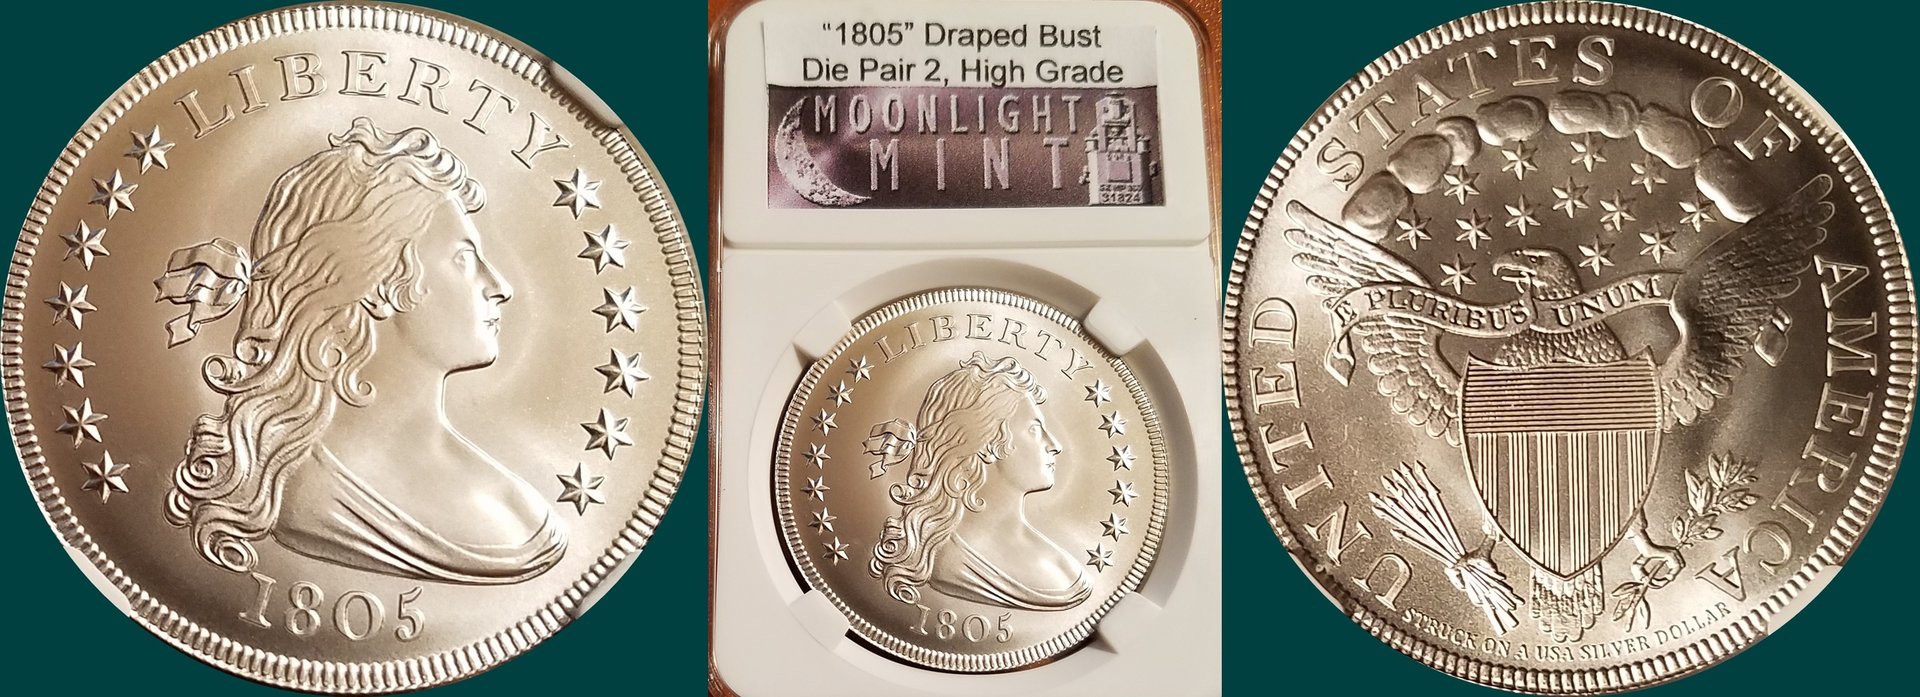 LIBERTY
1805
“1805” Draped Bust
Die Pair 2, High Grade
MOONLIGHT
MINT
31824
LIBERTY
1805
UNITED STATES OF AMERICA
E PLURIBUS UNUM
STRUCK ON A USA SILVER DOLLAR